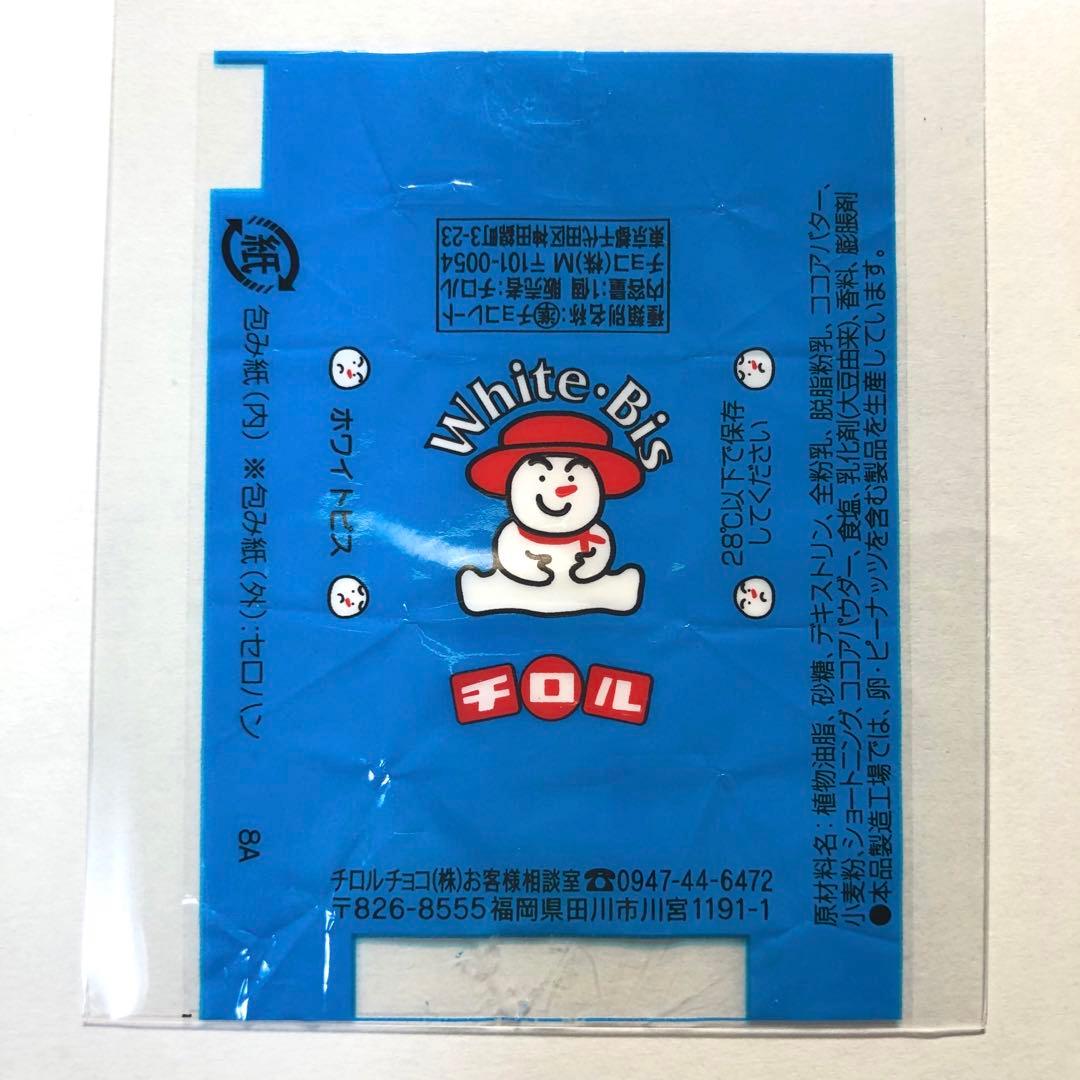 種類別名称:㊗チョコレート
内容量:1個 販売者:チロル
チョコ(株)M 〒101-0054
東京都千代田区神田錦町3-23
White・Bis
チロル
ホワイトビス
28℃以下で保存
してください
紙 包み紙(内) ※包み紙(外):セロハン 8A
原材料名:植物油脂、砂糖、デキストリン、全粉乳、脱脂粉乳、ココアバター、
小麦粉、ショートニング、ココアパウダー、食塩、乳化剤(大豆由来)、香料、膨脹剤
●本品製造工場では、卵・ピーナッツを含む製品を生産しています。
チロルチョコ(株)お客様相談室☎0947-44-6472
〒826-8555福岡県田川市川宮1191-1